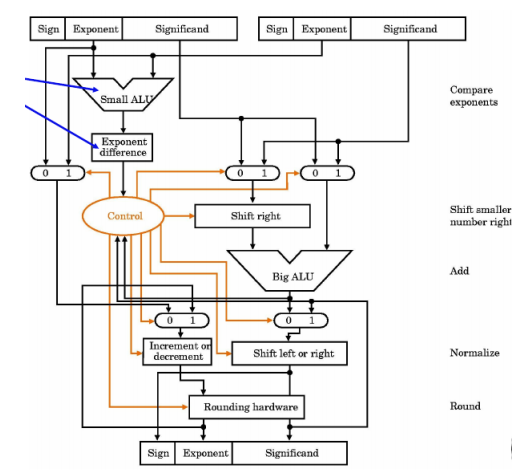 Sign Exponent Significand Sign Exponent Significand
Small ALU
Compare
exponents
Exponent
difference
0 1 0 1 0 1
Control
Shift right
Shift smaller
number right
Big ALU
Add
0 1 0 1
Increment or
decrement
Shift left or right
Normalize
Rounding hardware
Round
Sign Exponent Significand